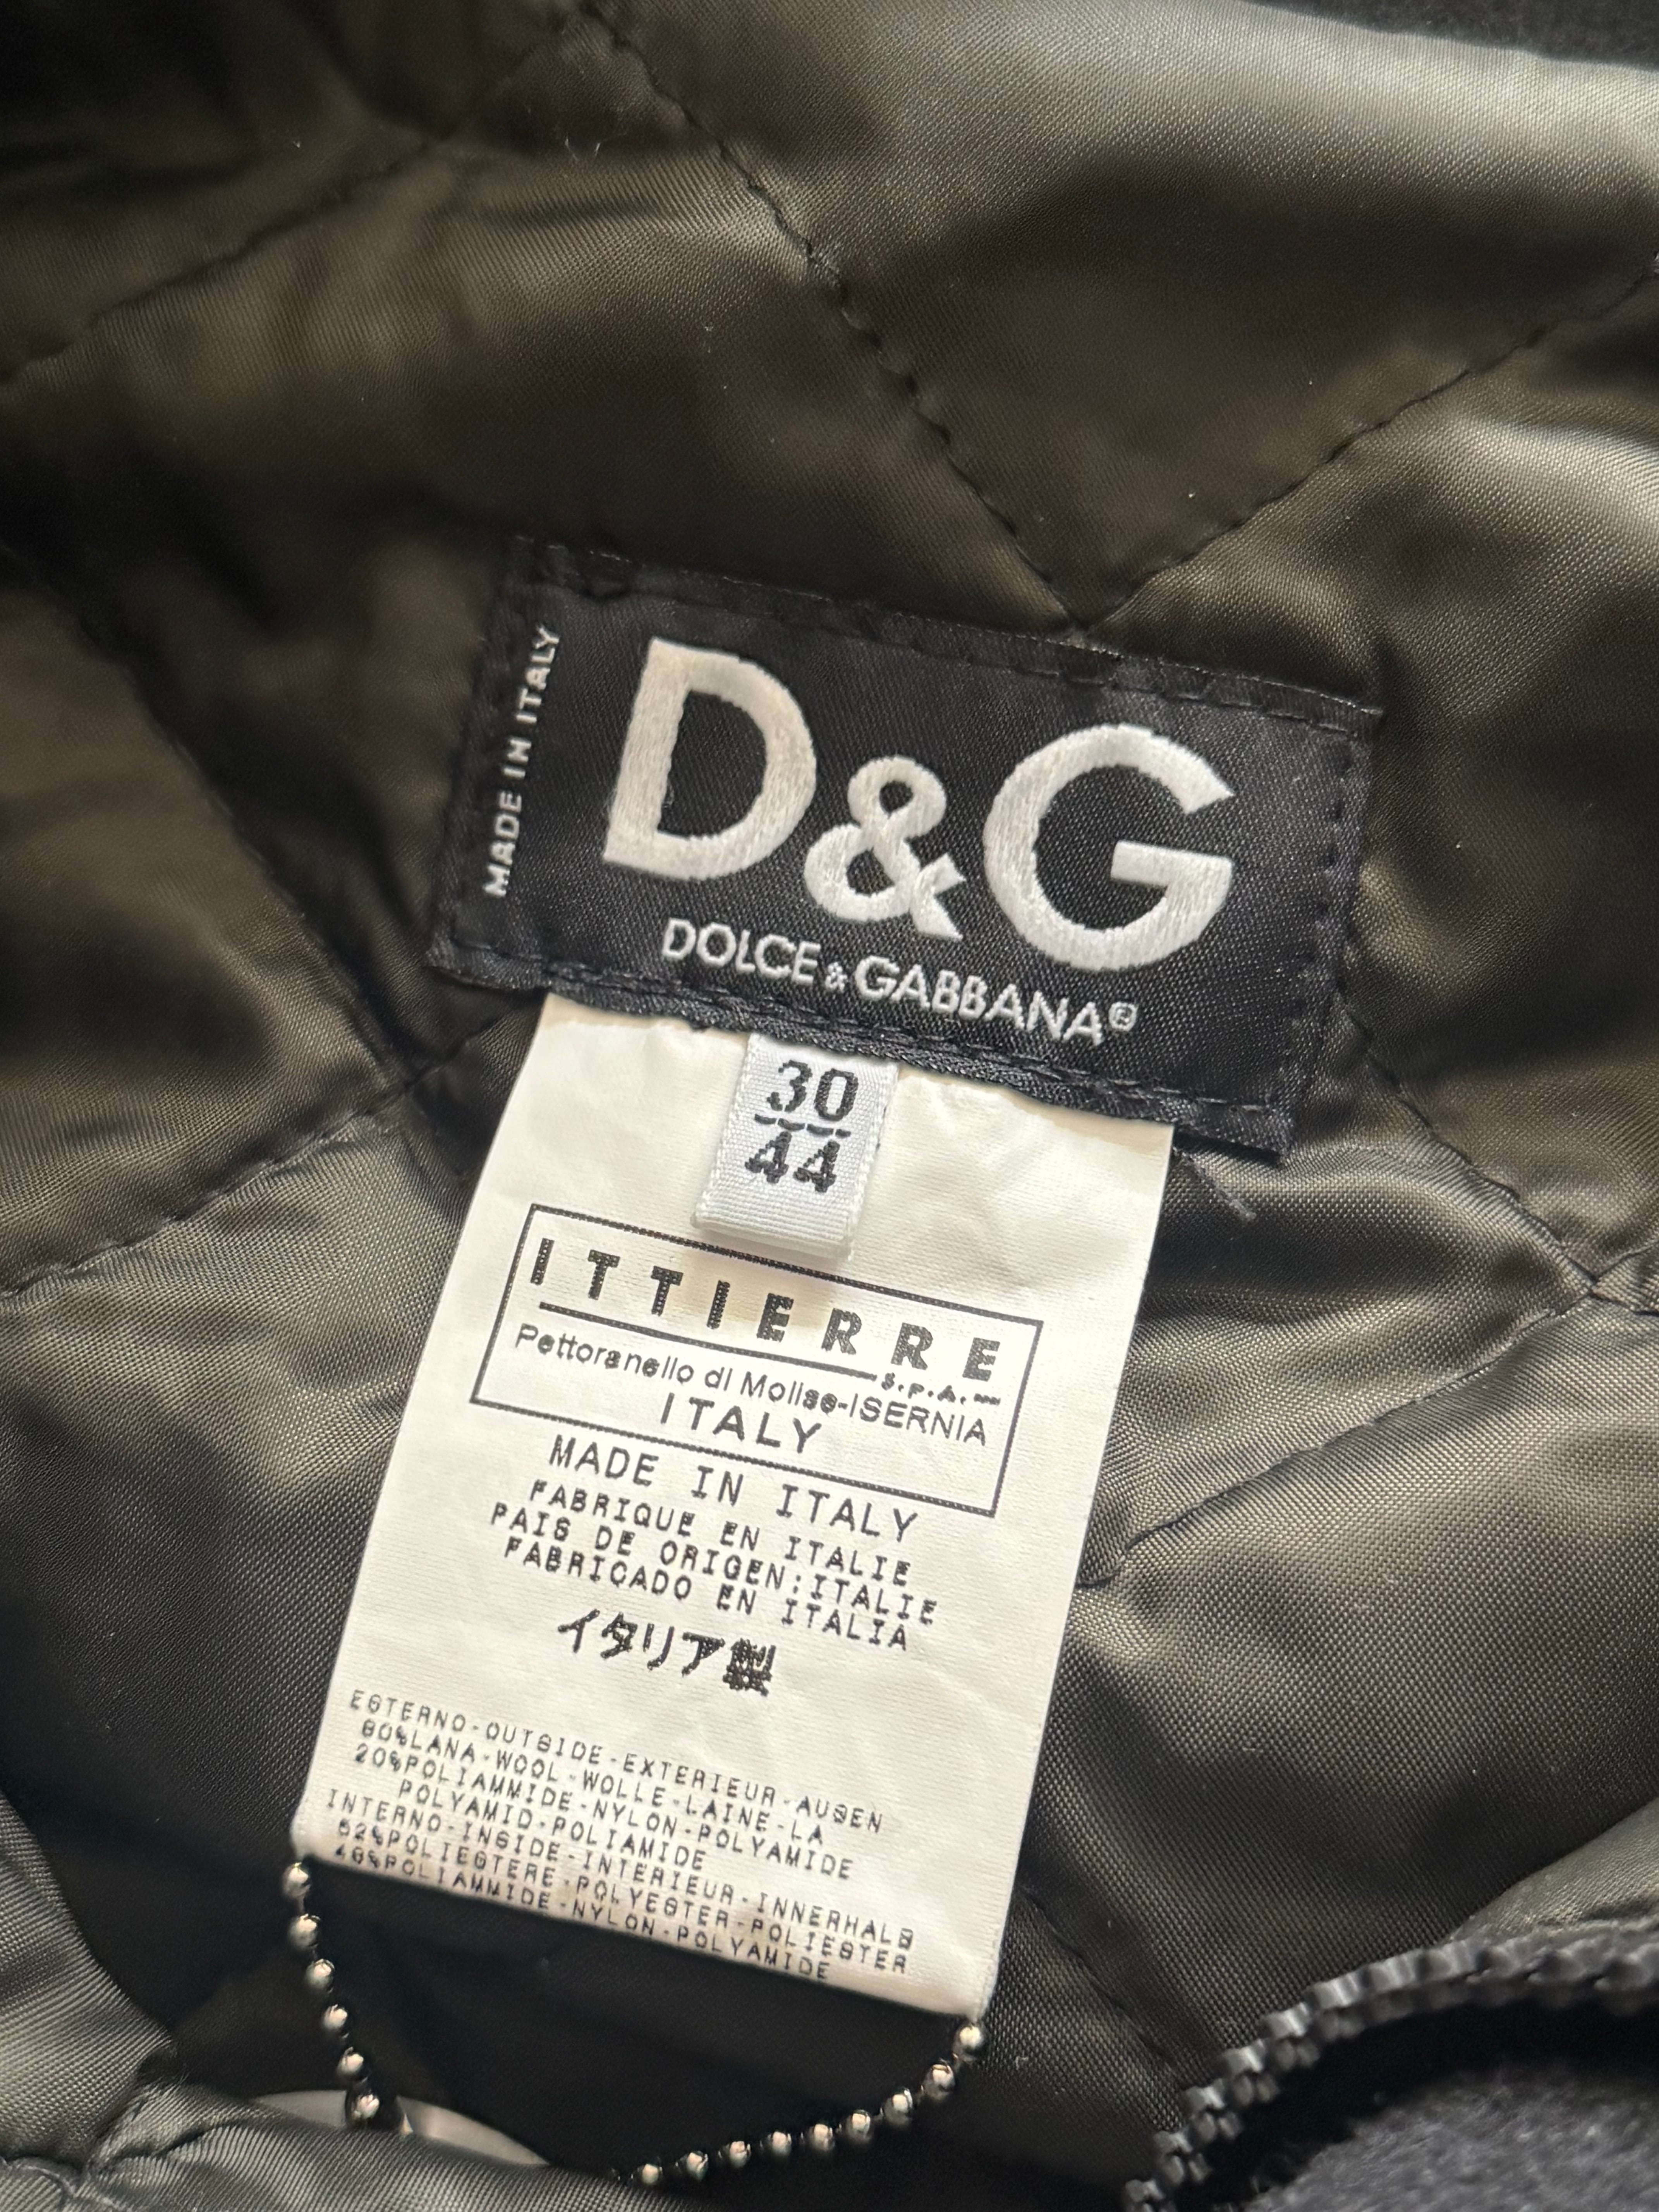 MADE IN ITALY
D&G
DOLCE & GABBANA®
30
44
ITTIERRE
S.P.A.
Pettoranello di Molise-ISERNIA
ITALY
MADE IN ITALY
FABRIQUE EN ITALIE
PAIS DE ORIGEN:ITALIE
FABRICADO EN ITALIA
イタリア製
ESTERNO-OUTSIDE-EXTERIEUR-AUSEN
80%LANA-WOOL-WOLLE-LAINE-LA
20%POLIAMMIDE-NYLON-POLYAMIDE
POLYAMID-POLIAMIDE
INTERNO-INSIDE-INTERIEUR-INNERHALB
POLIESTERE-POLYESTER-POLIESTER
POLIAMMIDE-NYLON-POLYAMIDE